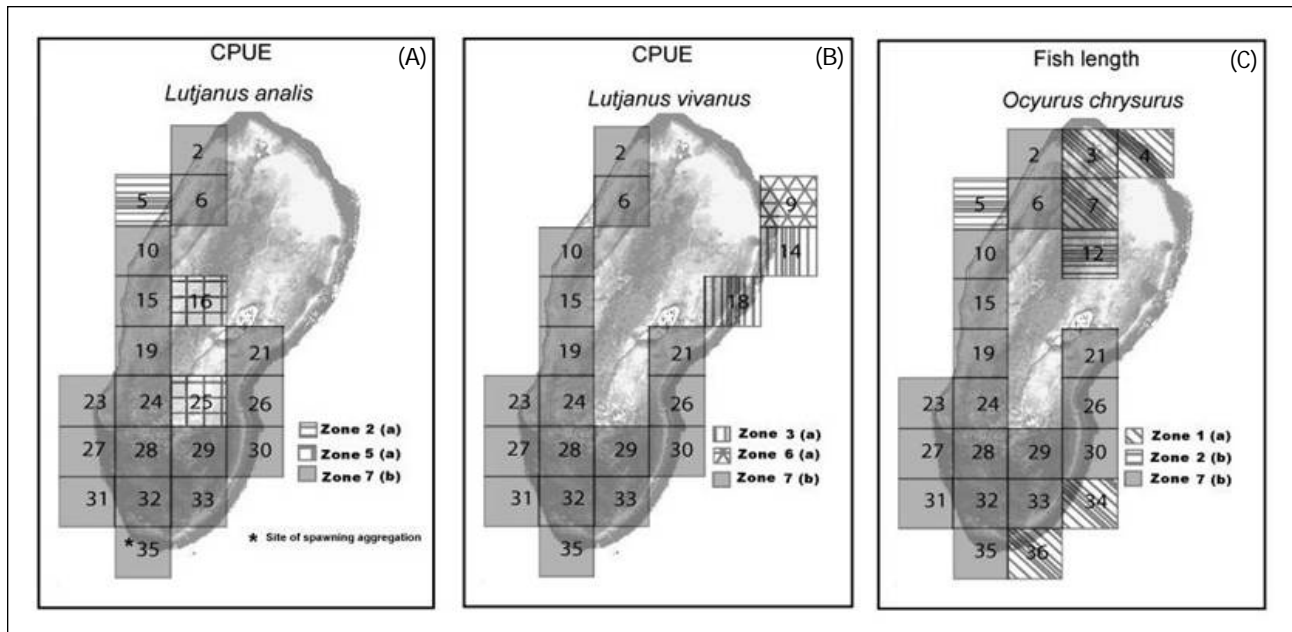 CPUE (A)
Lutjanus analis
2
5 6
10
15 16
19 21
23 24 25 26
27 28 29 30
31 32 33
* 35
Zone 2 (a)
Zone 5 (a)
Zone 7 (b)
* Site of spawning aggregation
CPUE (B)
Lutjanus vivanus
2
6 9
10 14
15 18
19 21
23 24 26
27 28 29 30
31 32 33
35
Zone 3 (a)
Zone 6 (a)
Zone 7 (b)
Fish length (C)
Ocyurus chrysurus
2 3 4
5 6 7
10 12
15
19 21
23 24 26
27 28 29 30
31 32 33 34
35 36
Zone 1 (a)
Zone 2 (b)
Zone 7 (b)